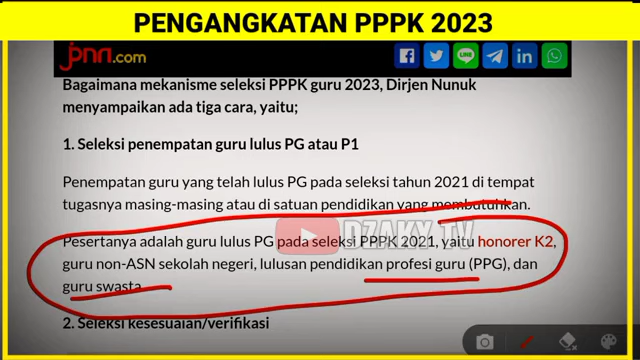 PENGANGKATAN PPPK 2023
jpnn.com
Bagaimana mekanisme seleksi PPPK guru 2023, Dirjen Nunuk
menyampaikan ada tiga cara, yaitu;
1. Seleksi penempatan guru lulus PG atau P1
Penempatan guru yang telah lulus PG pada seleksi tahun 2021 di tempat
tugasnya masing-masing atau di satuan pendidikan yang membutuhkan.
DZAKY TV
Pesertanya adalah guru lulus PG pada seleksi PPPK 2021, yaitu honorer K2,
guru non-ASN sekolah negeri, lulusan pendidikan profesi guru (PPG), dan
guru swasta.
2. Seleksi kesesuaian/verifikasi